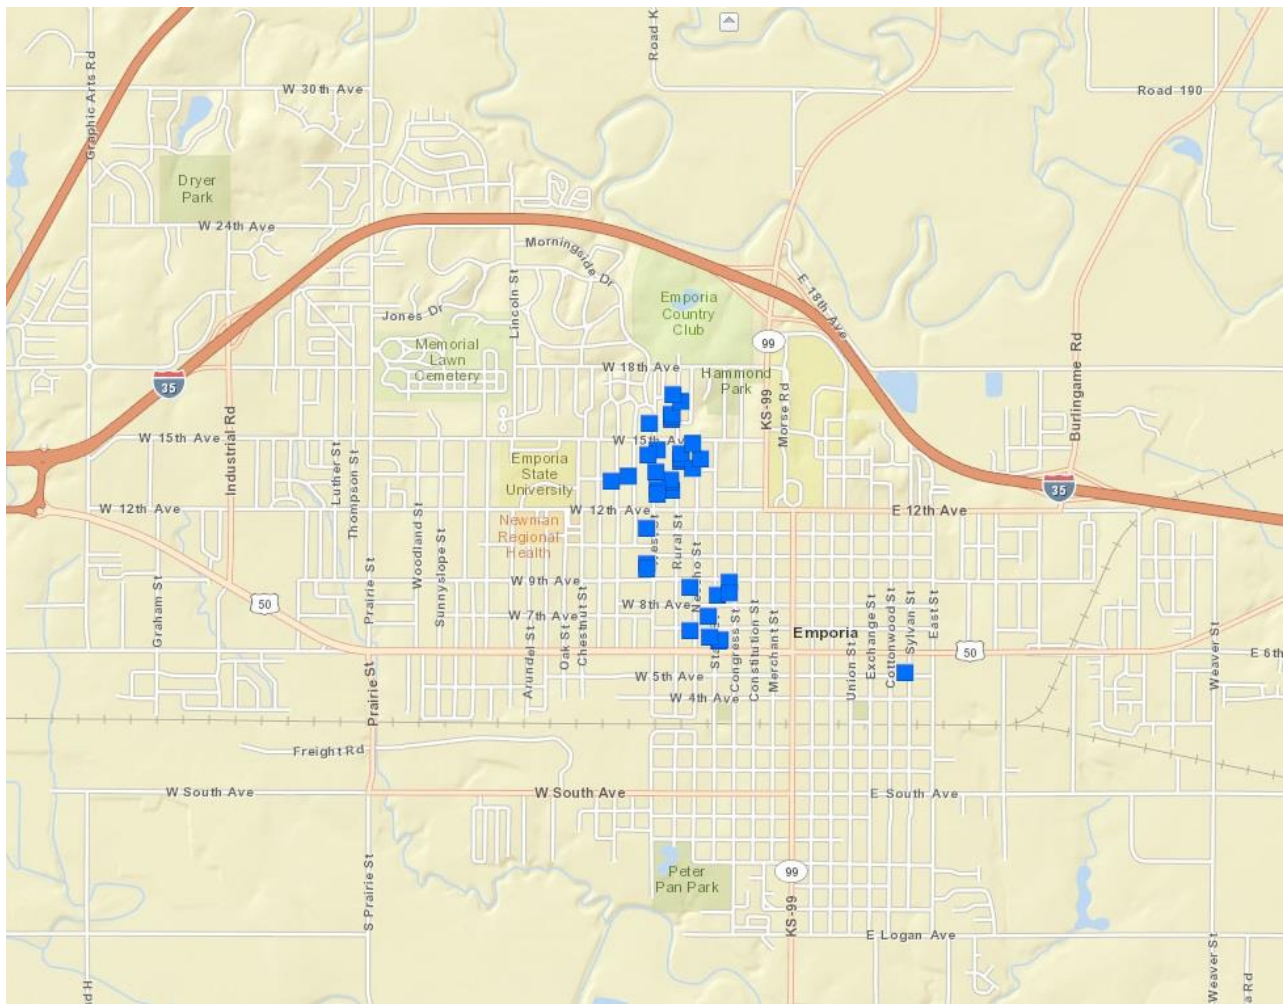 Road K
Graphic Arts Rd
W 30th Ave
Road 190
Dryer
Park
W 24th Ave
Morningside Dr
Lincoln St
E 18th Ave
Emporia
Country
Club
Jones Dr
Memorial
Lawn
Cemetery
99
Burlingame Rd
W 18th Ave
Hammond
Park
35
KS-99
Morse Rd
Industrial Rd
W 15th Ave
W 15th Av
Luther St
Thompson St
Emporia
State
University
35
W 12th Ave
W 12th Ave
E 12th Ave
Woodland St
Sunnyslope St
Newman
Regional
Health
Rural St
Prairie St
W 9th Ave
Graham St
50
Chestnut St
W 8th Ave
W 7th Ave
Arundel St
Oak St
Congress St
Constitution St
Merchant St
Emporia
Union St
Exchange St
Cottonwood St
Sylvan St
East St
50
Weaver St
E 6th
W 5th Ave
W 4th Ave
Prairie St
Freight Rd
W South Ave
W South Ave
E South Ave
S Prairie St
Peter
Pan Park
99
KS-99
E Logan Ave
Weaver St